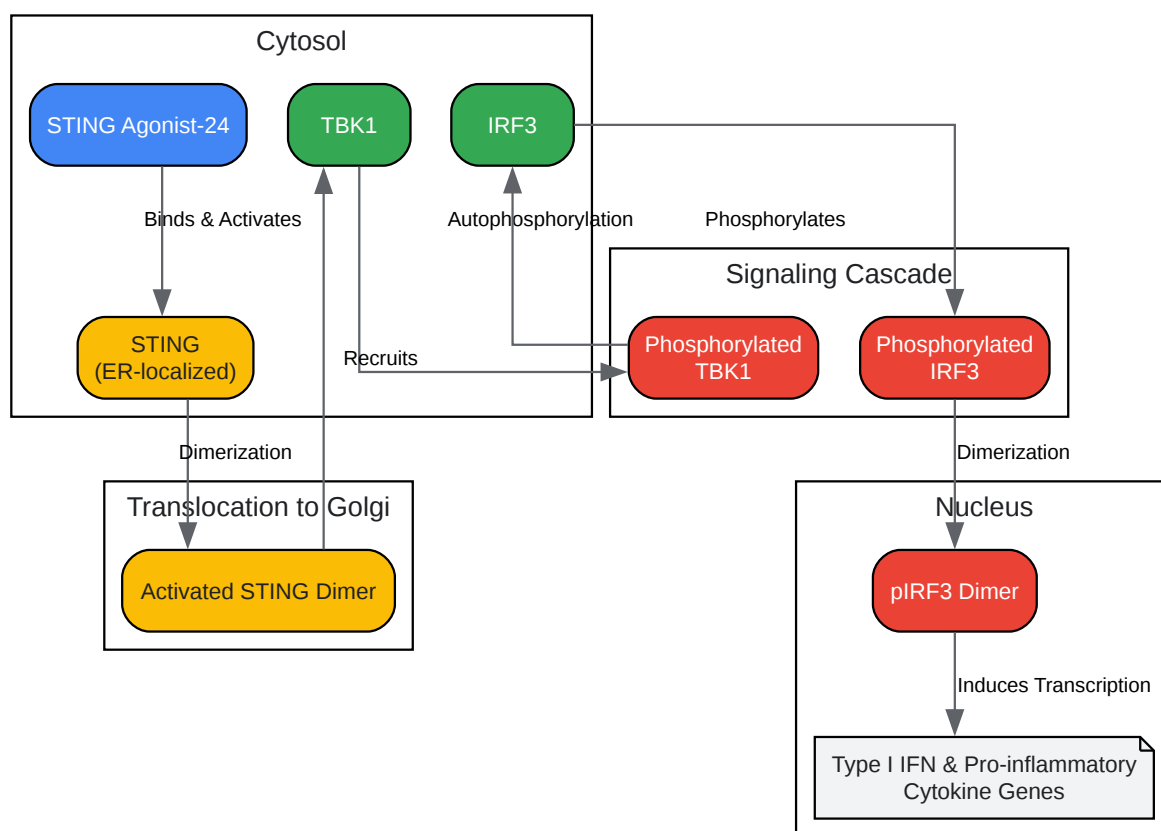 Cytosol
STING Agonist-24
TBK1
IRF3
Binds & Activates
Autophosphorylation
Phosphorylates
Signaling Cascade
STING
(ER-localized)
Recruits
Phosphorylated
TBK1
Phosphorylated
IRF3
Dimerization
Dimerization
Translocation to Golgi
Nucleus
Activated STING Dimer
pIRF3 Dimer
Induces Transcription
Type I IFN & Pro-inflammatory
Cytokine Genes